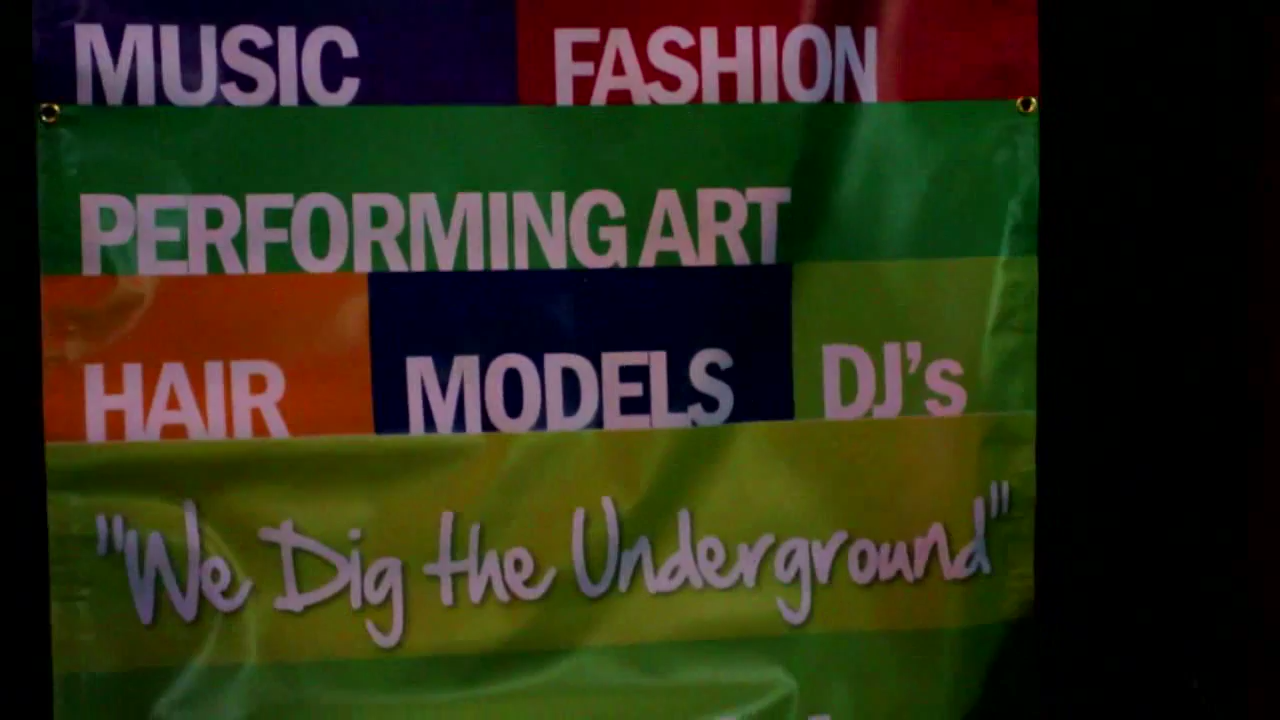 MUSIC FASHION
PERFORMING ART
HAIR MODELS DJ's
"We Dig the Underground"